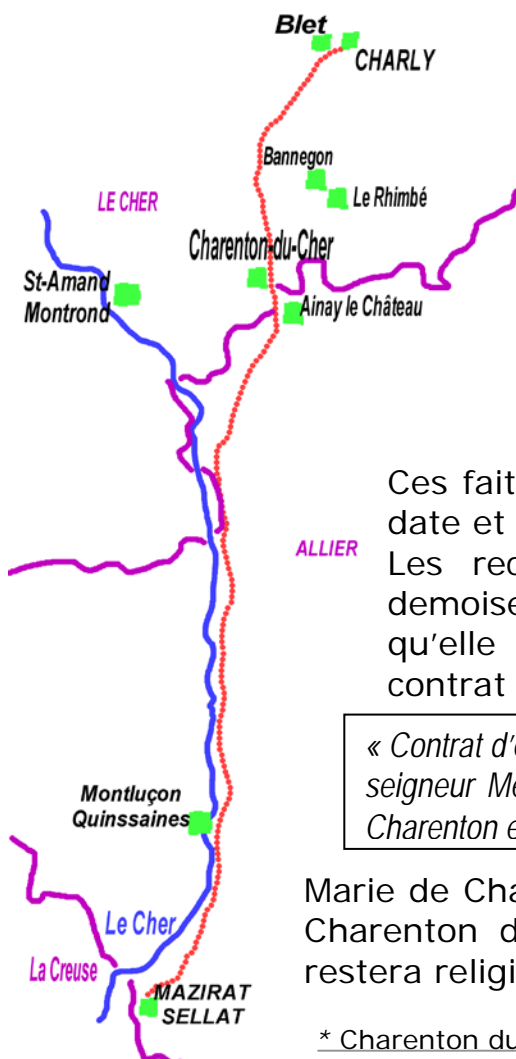 Blet
CHARLY
Bannegon
LE CHER
Le Rhimbé
Charenton-du-Cher
St-Amand
Montrond
Ainay le Château
Ces fait
date et
ALLIER
Les rec
demoise
qu'elle
contrat
« Contrat d'
seigneur Me
Charenton e
Montluçon
Quinssaines
Marie de Cha
Charenton d
restera religi
Le Cher
La Creuse
MAZIRAT
SELLAT
* Charenton du